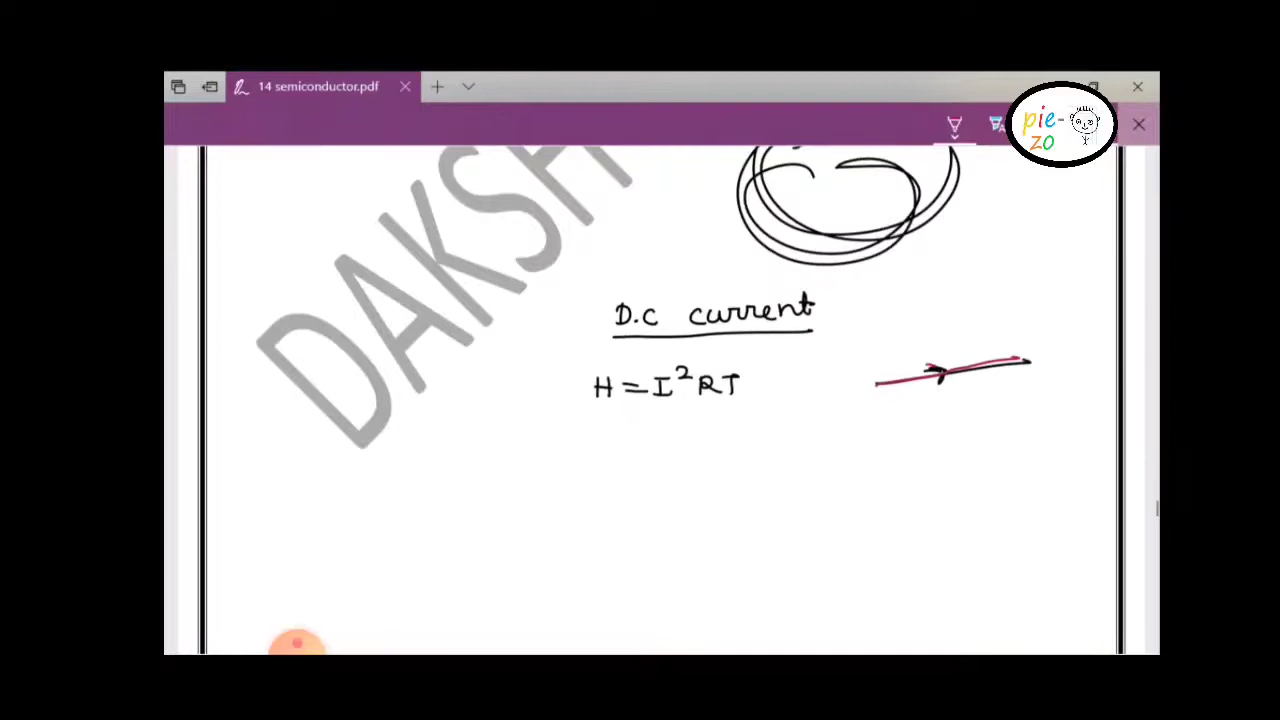 14 semiconductor.pdf
pie-
zo
DAKSH
D.C current
H = I²RT